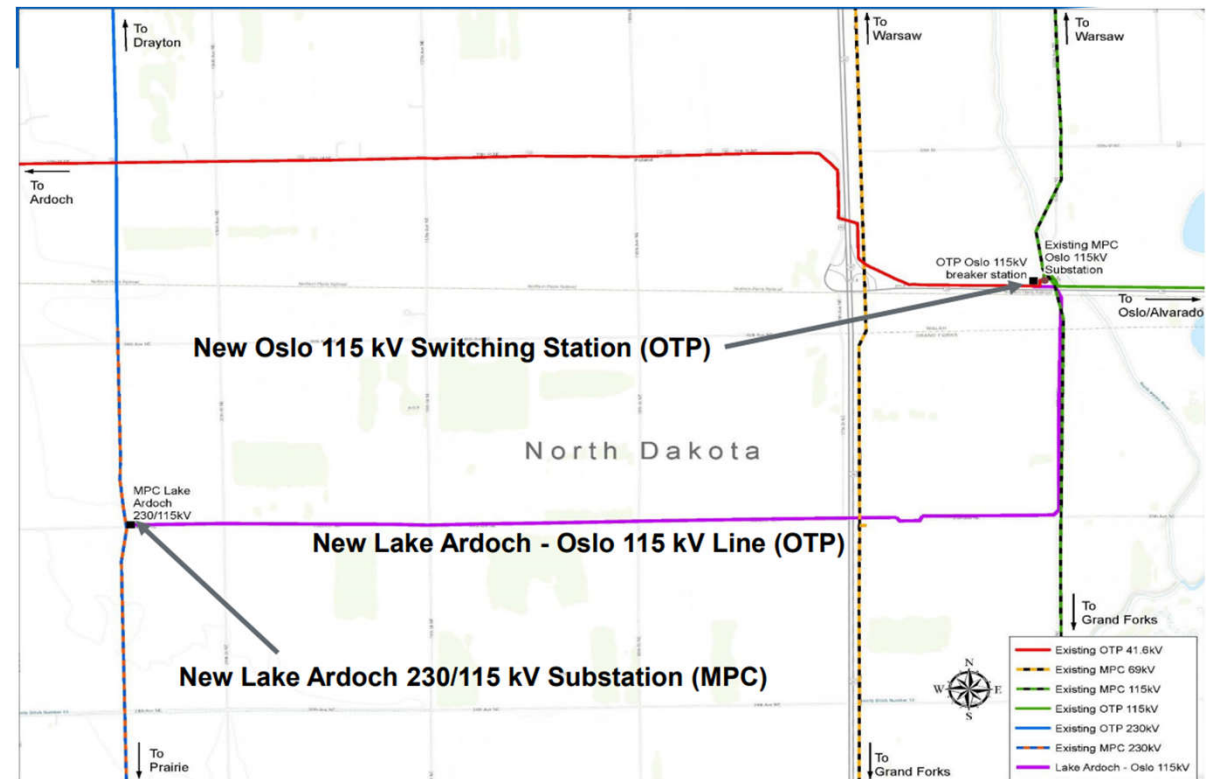 To
Drayton
To
Warsaw
To
Warsaw
To
Ardoch
Existing MPC
Oslo 115kV
Substation
OTP Oslo 115kV
breaker station
To
Oslo/Alvarado
New Oslo 115 kV Switching Station (OTP)
North Dakota
MPC Lake
Ardoch
230/115kV
New Lake Ardoch - Oslo 115 kV Line (OTP)
To
Grand Forks
New Lake Ardoch 230/115 kV Substation (MPC)
N
W
E
S
Existing OTP 41.6kV
Existing MPC 69kV
Existing MPC 115kV
Existing OTP 115kV
Existing OTP 230kV
Existing MPC 230kV
Lake Ardoch - Oslo 115kV
To
Prairie
To
Grand Forks